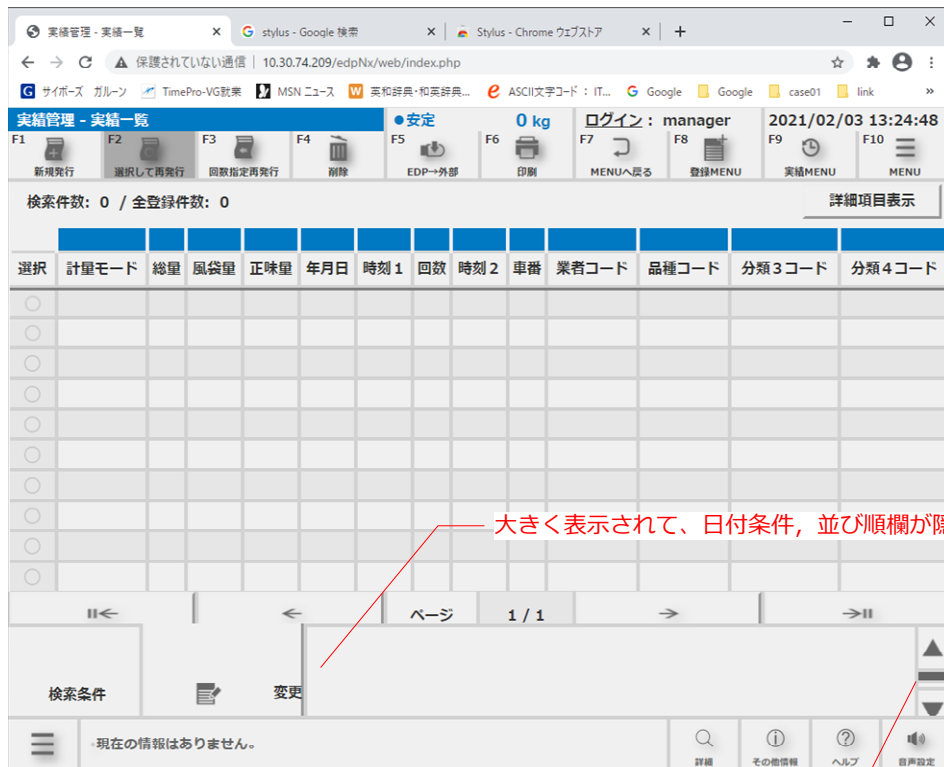 実績管理 - 実績一覧
stylus - Google 検索
Stylus - Chrome ウェブストア
保護されていない通信 | 10.30.74.209/edpNx/web/index.php
サイボーズ ガルーン
TimePro-VG就業
MSN ニュース
英和辞典・和英辞典...
ASCII文字コード : IT...
Google
Google
case01
link
»
実績管理 - 実績一覧
●安定
0 kg
ログイン : manager
2021/02/03 13:24:48
F1 新規発行
F2 選択して再発行
F3 回数指定再発行
F4 削除
F5 EDP→外部
F6 印刷
F7 MENUへ戻る
F8 登録MENU
F9 実績MENU
F10 MENU
検索件数: 0 / 全登録件数: 0
詳細項目表示
選択 計量モード 総量 風袋量 正味量 年月日 時刻1 回数 時刻2 車番 業者コード 品種コード 分類3コード 分類4コード
大きく表示されて、日付条件，並び順欄が隠
ページ 1 / 1
検索条件
変更
現在の情報はありません。
詳細
その他情報
ヘルプ
音声設定